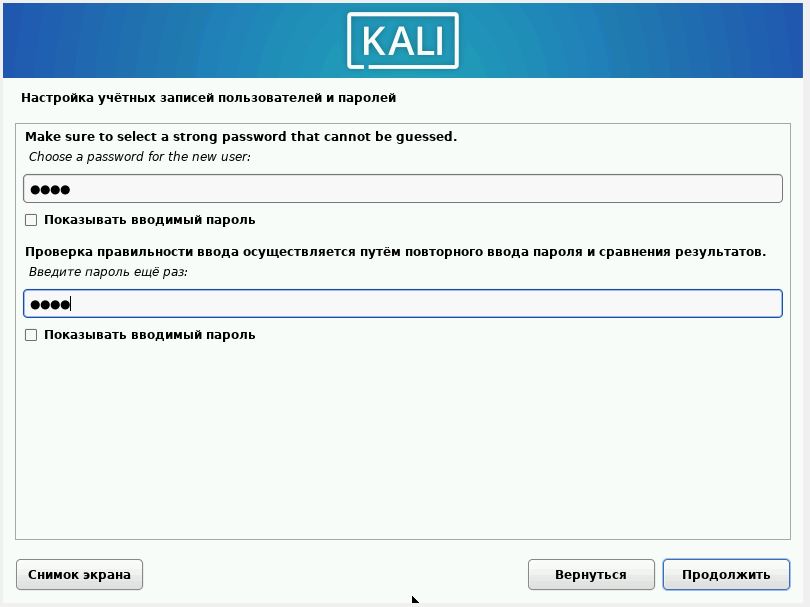 KALI
Настройка учётных записей пользователей и паролей
Make sure to select a strong password that cannot be guessed.
Choose a password for the new user:
●●●●
Показывать вводимый пароль
Проверка правильности ввода осуществляется путём повторного ввода пароля и сравнения результатов.
Введите пароль ещё раз:
●●●●
Показывать вводимый пароль
Снимок экрана
Вернуться
Продолжить